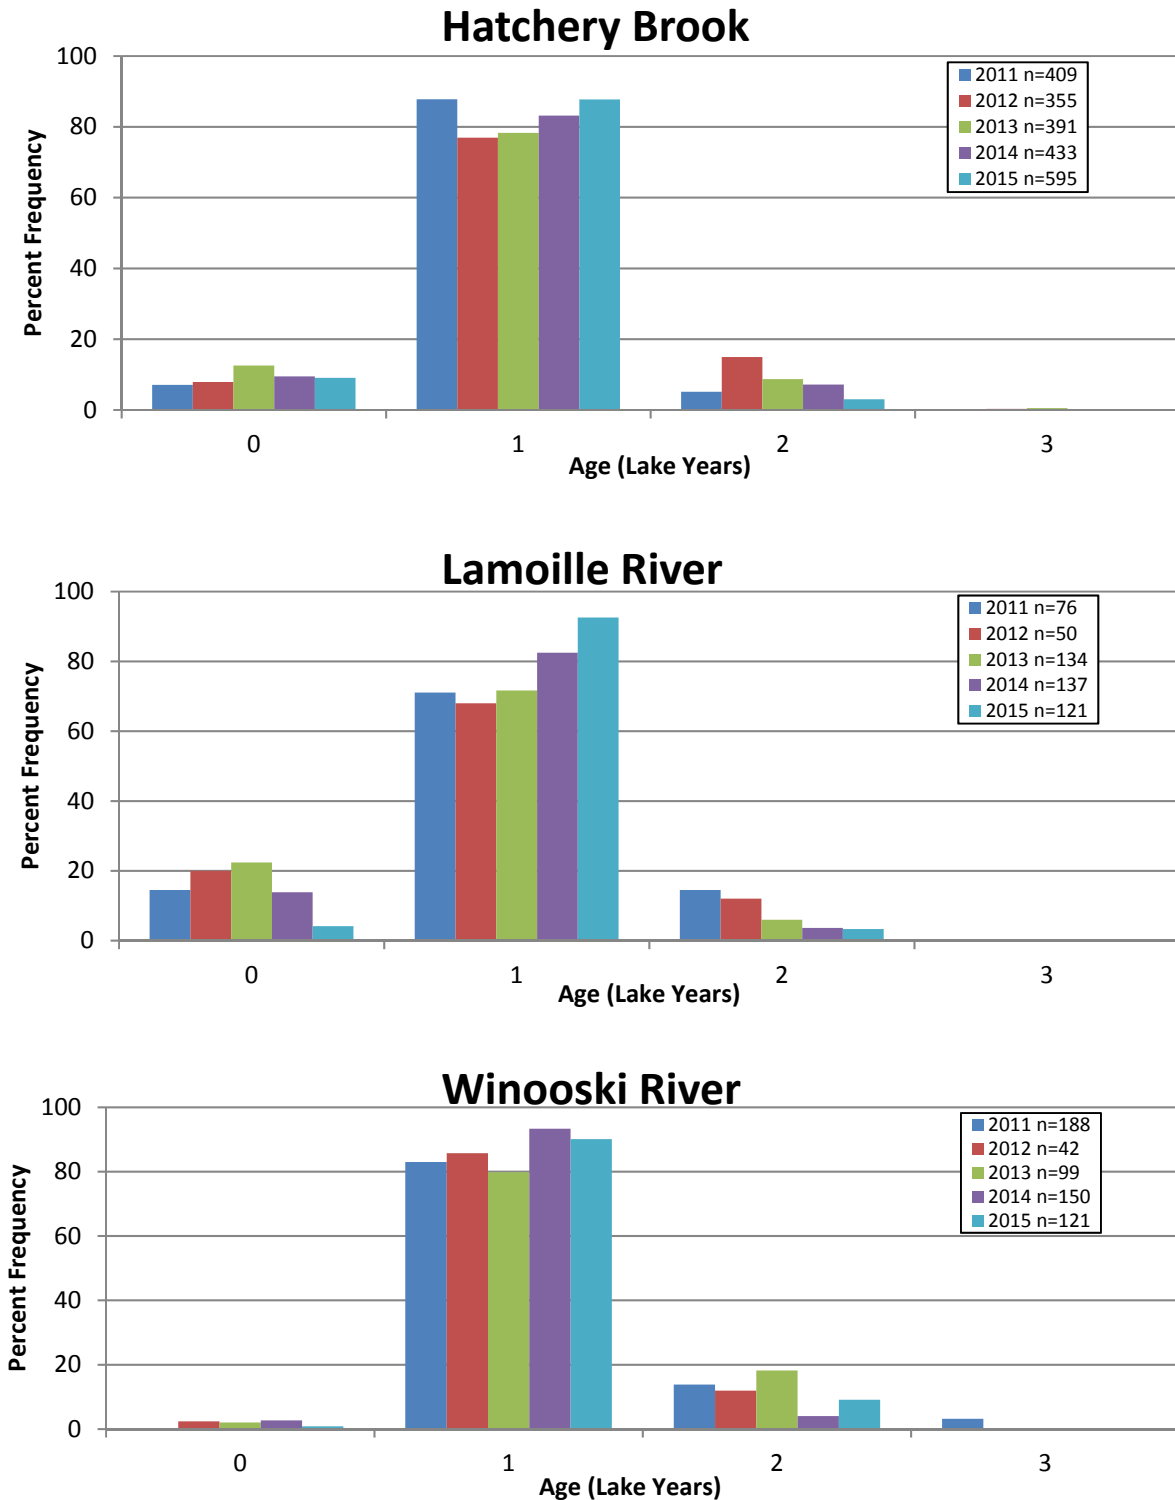 Hatchery Brook
100
80
60
40
20
0
Percent Frequency
2011 n=409
2012 n=355
2013 n=391
2014 n=433
2015 n=595
0 1 2 3
Age (Lake Years)
Lamoille River
100
80
60
40
20
0
Percent Frequency
2011 n=76
2012 n=50
2013 n=134
2014 n=137
2015 n=121
0 1 2 3
Age (Lake Years)
Winooski River
100
80
60
40
20
0
Percent Frequency
2011 n=188
2012 n=42
2013 n=99
2014 n=150
2015 n=121
0 1 2 3
Age (Lake Years)